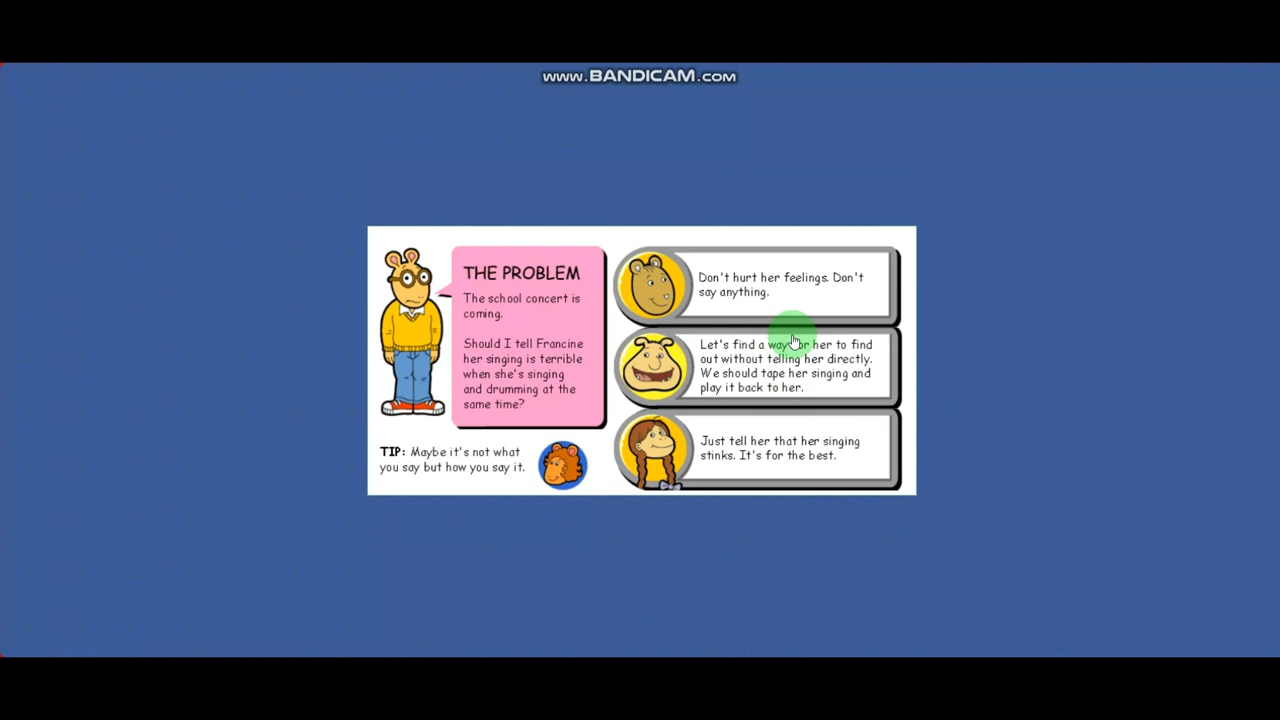 www.BANDICAM.com
THE PROBLEM
The school concert is
coming.
Should I tell Francine
her singing is terrible
when she's singing
and drumming at the
same time?
TIP: Maybe it's not what
you say but how you say it.
Don't hurt her feelings. Don't
say anything.
Let's find a way for her to find
out without telling her directly.
We should tape her singing and
play it back to her.
Just tell her that her singing
stinks. It's for the best.